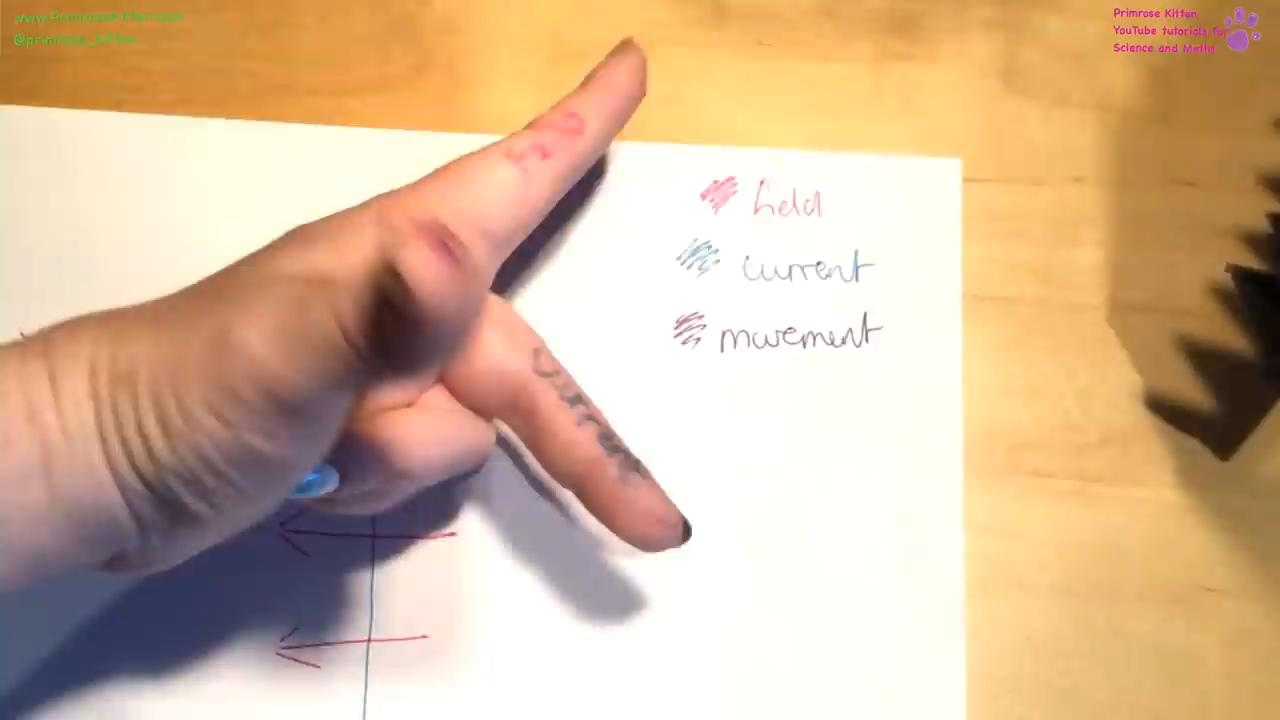 www.PrimroseKitten.com
@primrose_kitten
Primrose Kitten
YouTube tutorials for
Science and Maths
field
current
movement